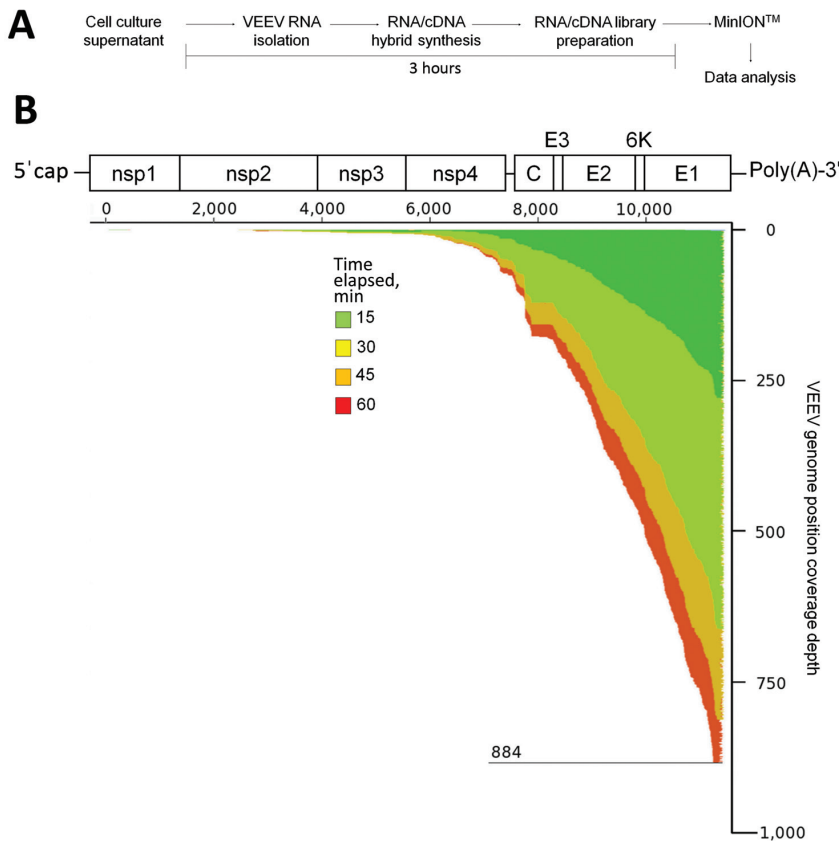 A
Cell culture
supernatant
VEEV RNA
isolation
RNA/cDNA
hybrid synthesis
RNA/cDNA library
preparation
MinION™
3 hours
Data analysis
B
E3
6K
5'cap
nsp1
nsp2
nsp3
nsp4
C
E2
E1
Poly(A)-3'
0
2,000
4,000
6,000
8,000
10,000
0
Time
elapsed,
min
15
30
45
60
250
500
750
1,000
VEEV genome position coverage depth
884